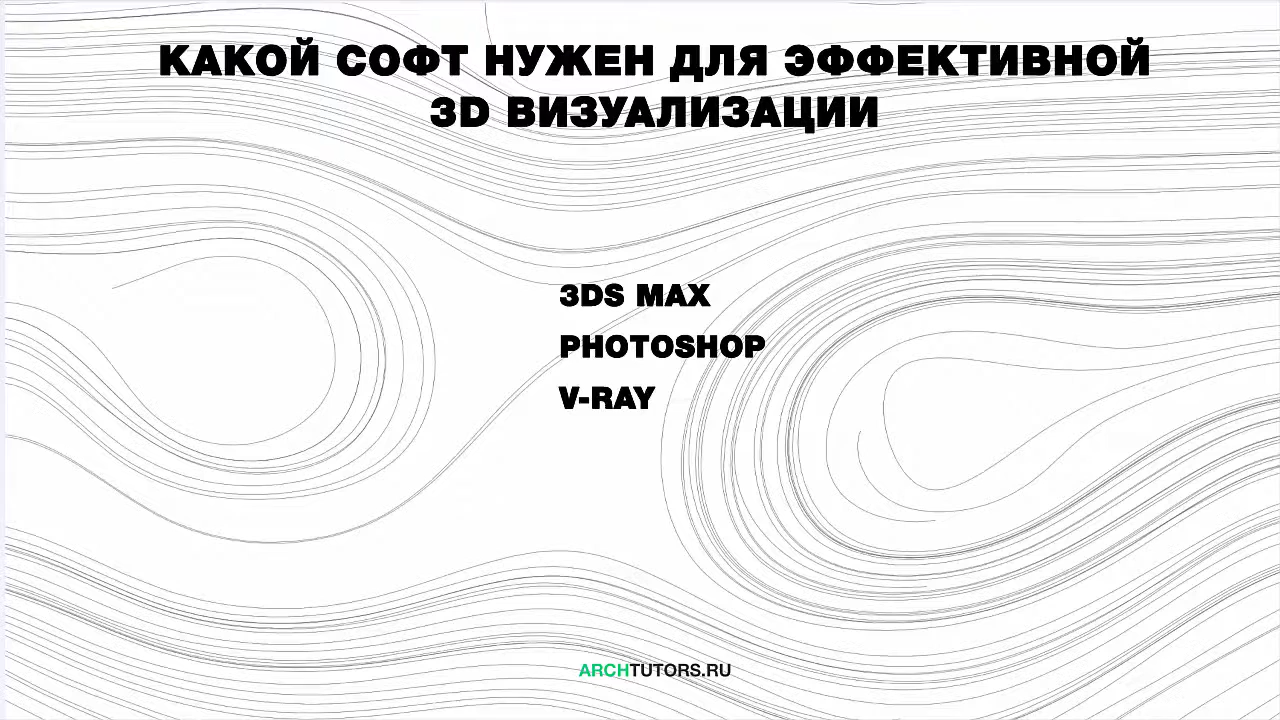 КАКОЙ СОФТ НУЖЕН ДЛЯ ЭФФЕКТИВНОЙ
3D ВИЗУАЛИЗАЦИИ
3DS MAX
PHOTOSHOP
V-RAY
ARCHTUTORS.RU